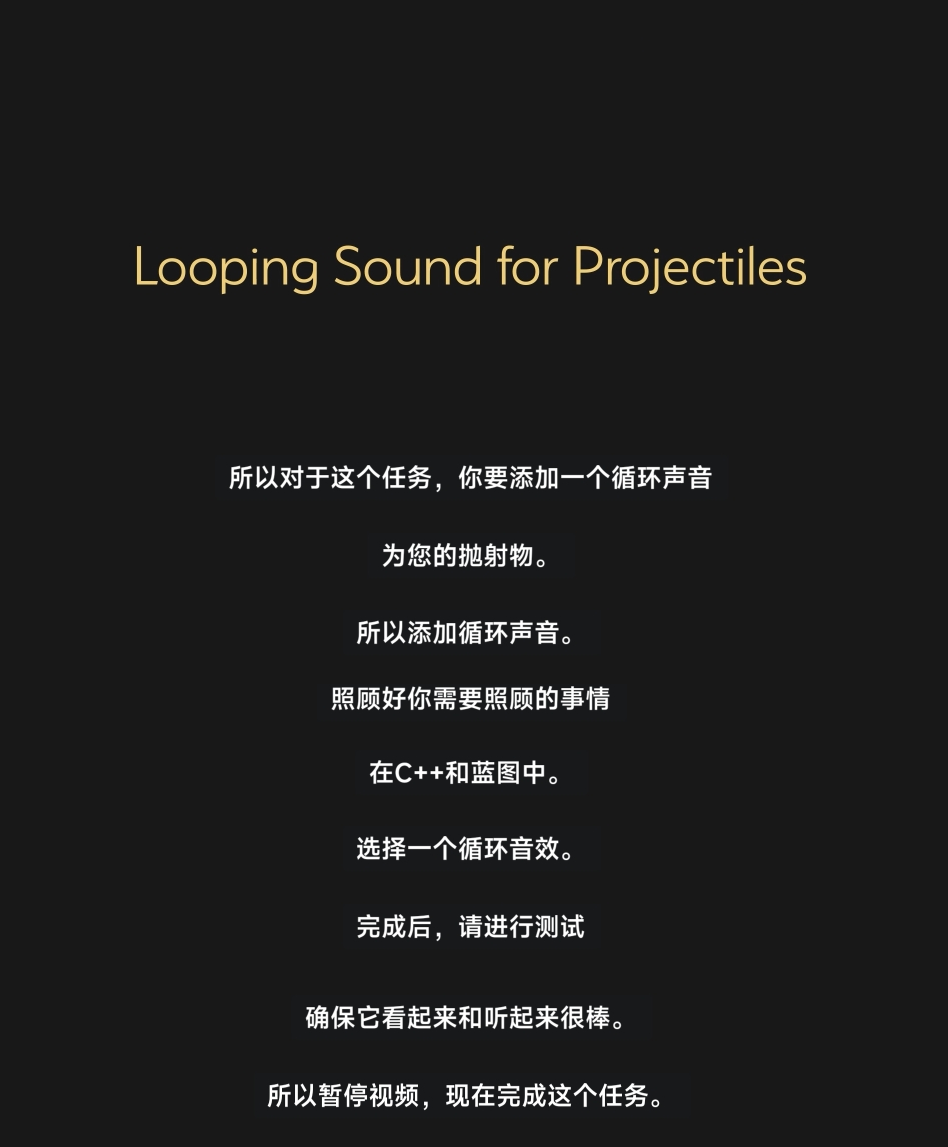 Looping Sound for Projectiles
所以对于这个任务，你要添加一个循环声音
为您的抛射物。
所以添加循环声音。
照顾好你需要照顾的事情
在C++和蓝图中。
选择一个循环音效。
完成后，请进行测试
确保它看起来和听起来很棒。
所以暂停视频，现在完成这个任务。